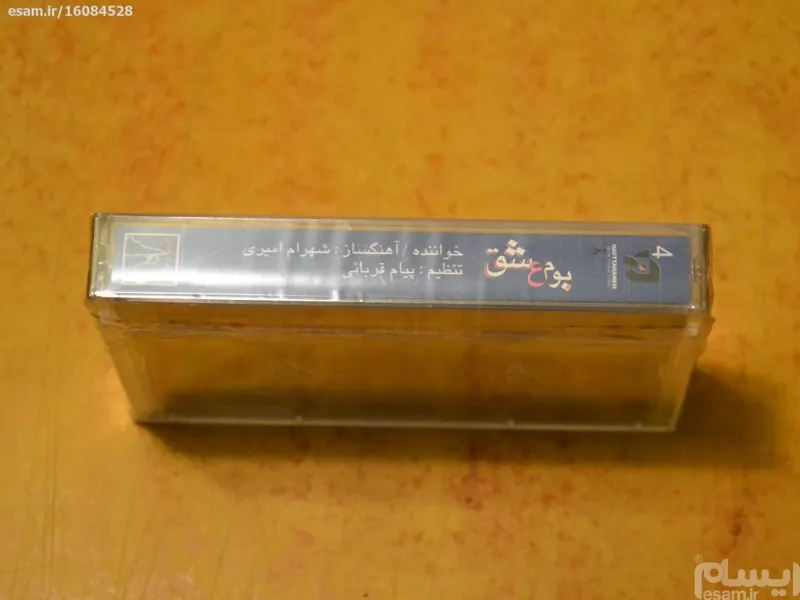 esam.ir/16084528
4
بوم عشق
خواننده / آهنگساز : شهرام امیری
تنظیم : پیام قربانی
ایسام
esam.ir